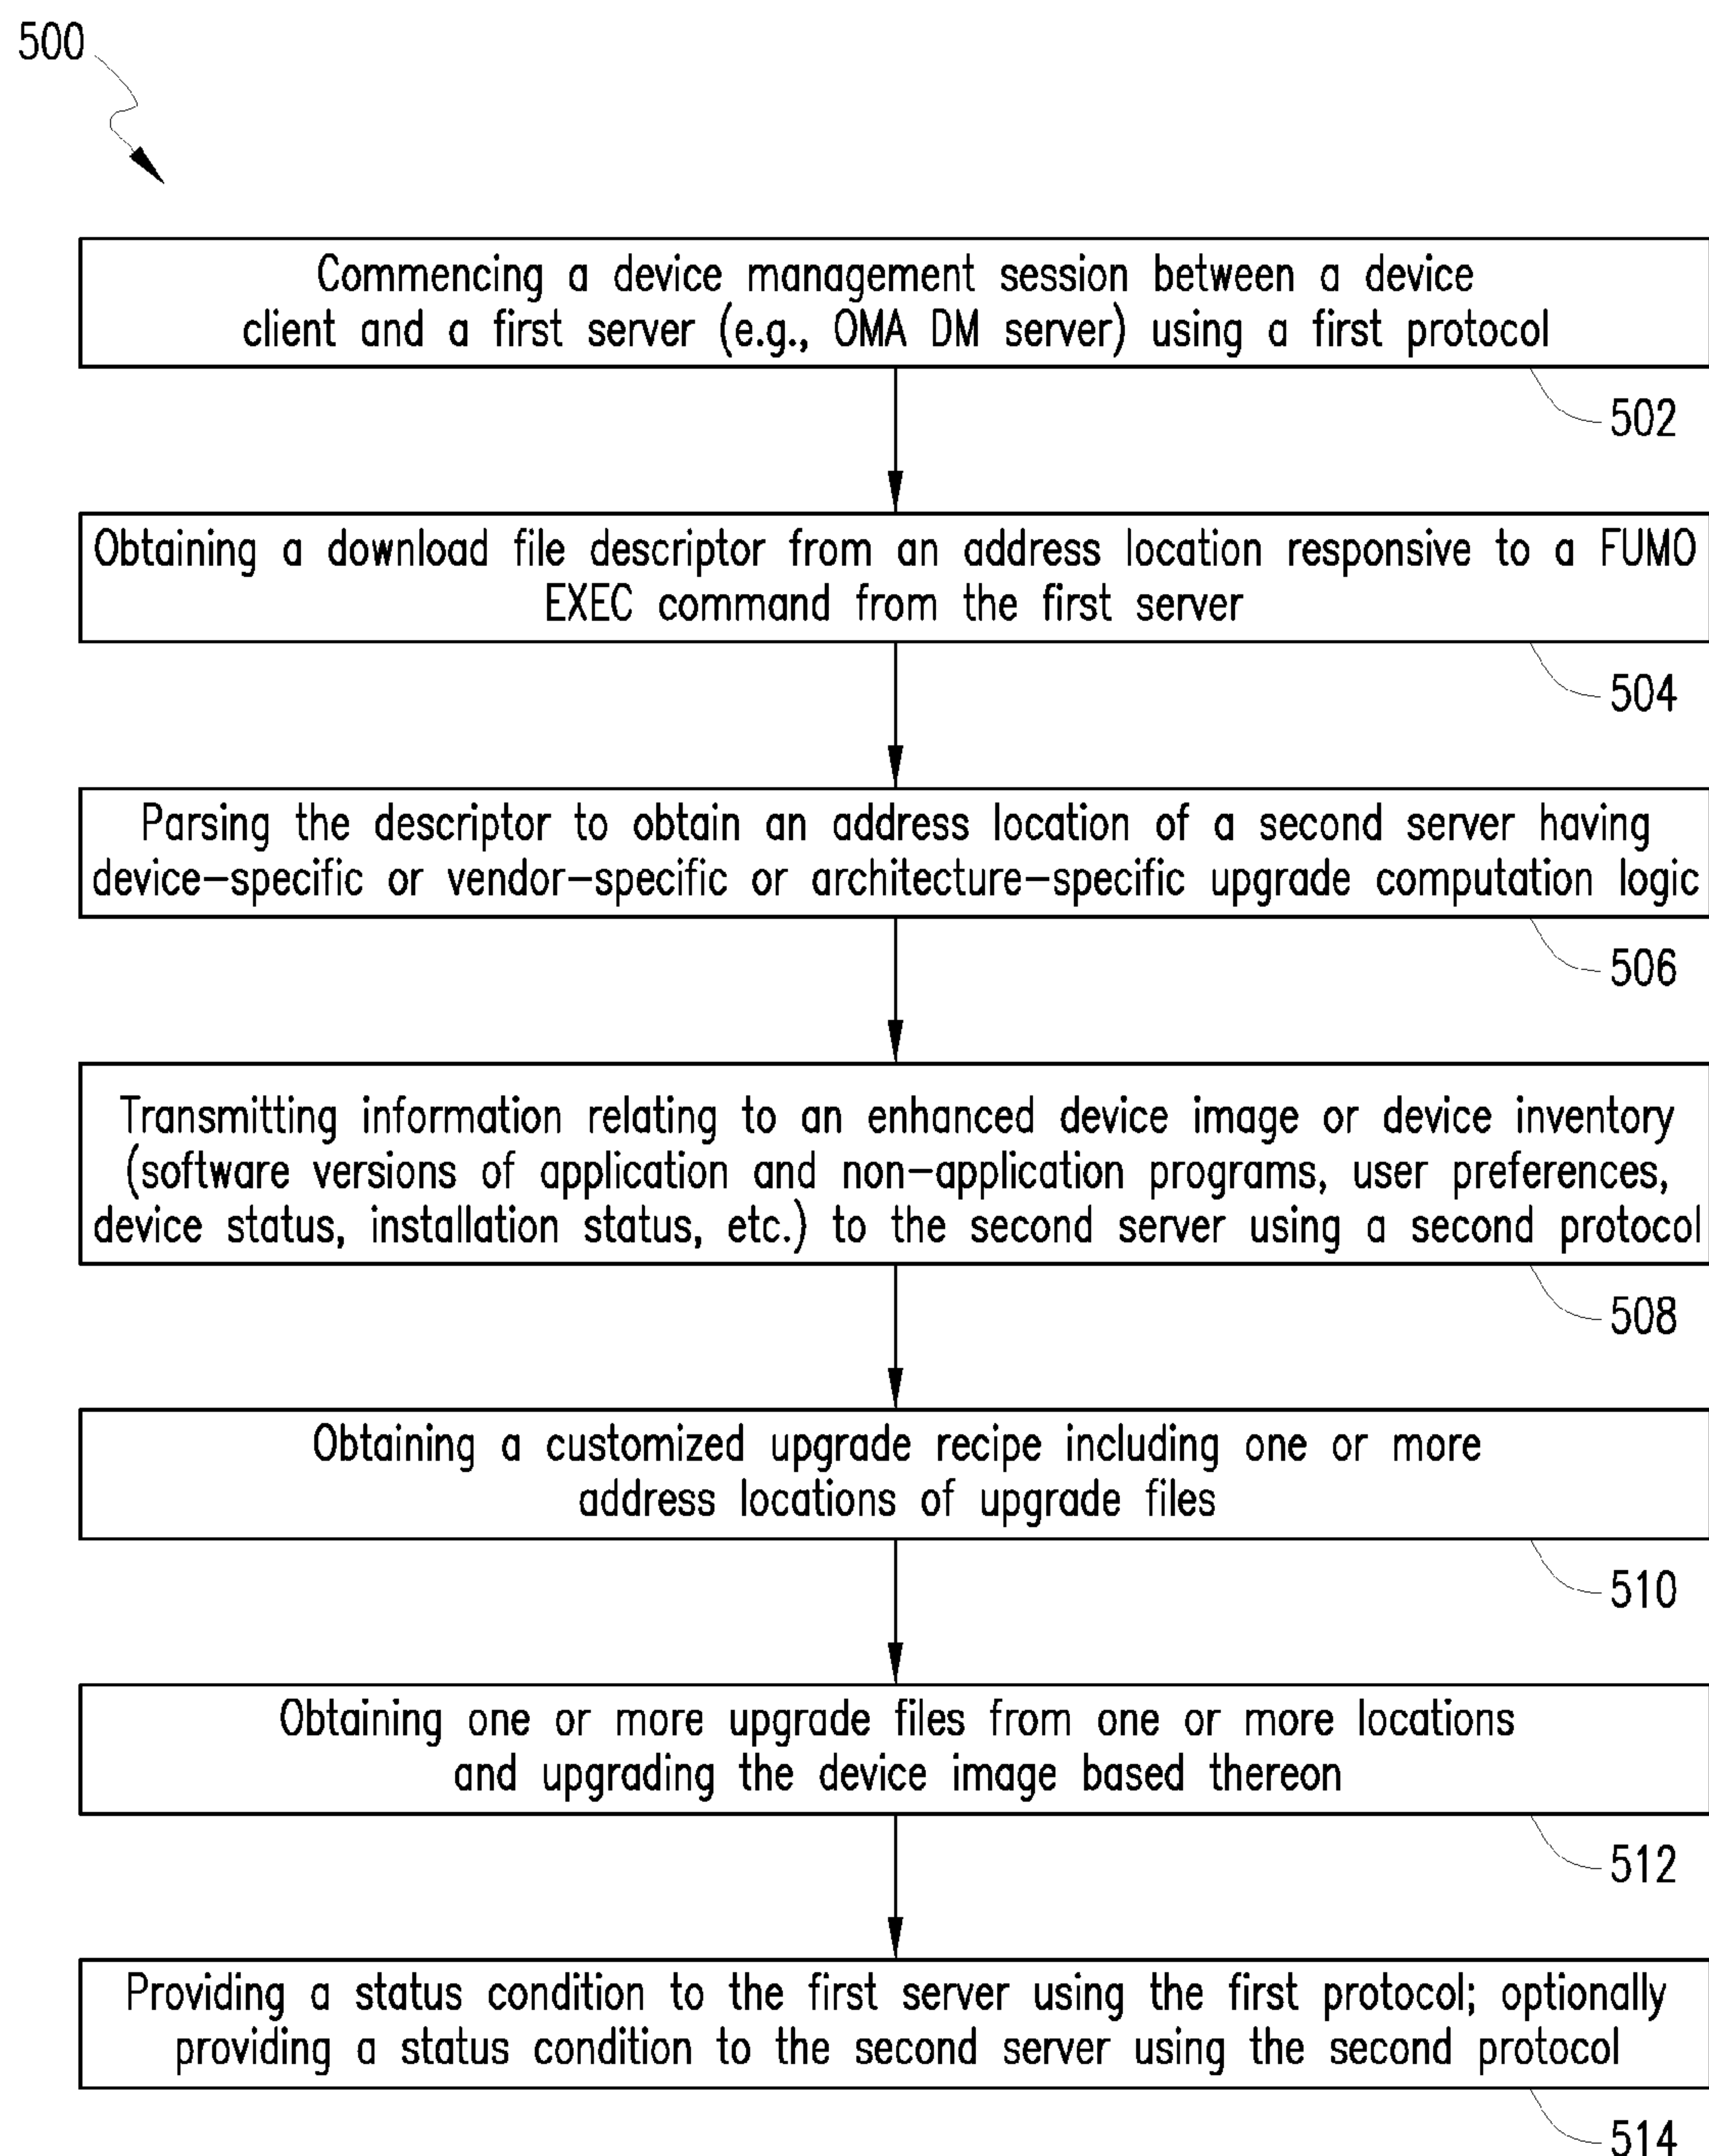 500
Commencing a device management session between a device
client and a first server (e.g., OMA DM server) using a first protocol
502
Obtaining a download file descriptor from an address location responsive to a FUMO
EXEC command from the first server
504
Parsing the descriptor to obtain an address location of a second server having
device-specific or vendor-specific or architecture-specific upgrade computation logic
506
Transmitting information relating to an enhanced device image or device inventory
(software versions of application and non-application programs, user preferences,
device status, installation status, etc.) to the second server using a second protocol
508
Obtaining a customized upgrade recipe including one or more
address locations of upgrade files
510
Obtaining one or more upgrade files from one or more locations
and upgrading the device image based thereon
512
Providing a status condition to the first server using the first protocol; optionally
providing a status condition to the second server using the second protocol
514